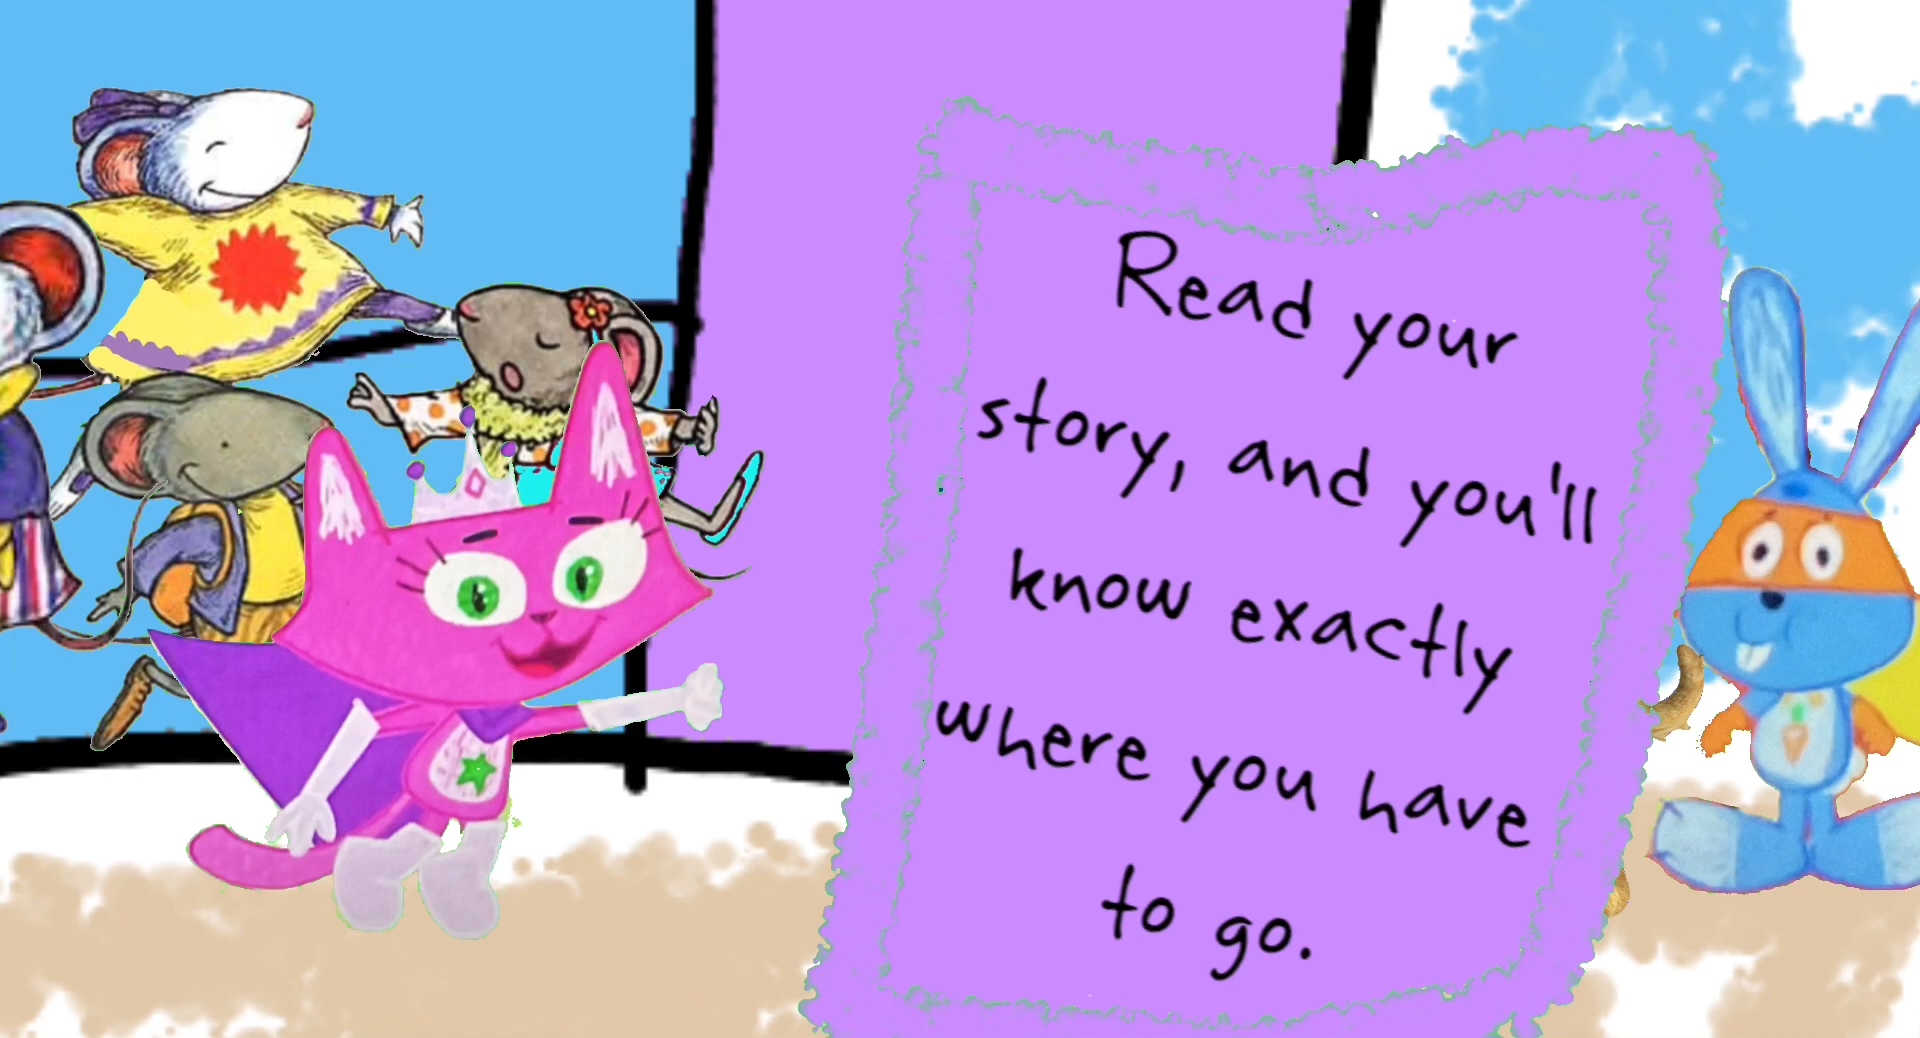 Read your
story, and you'll
know exactly
where you have
to go.